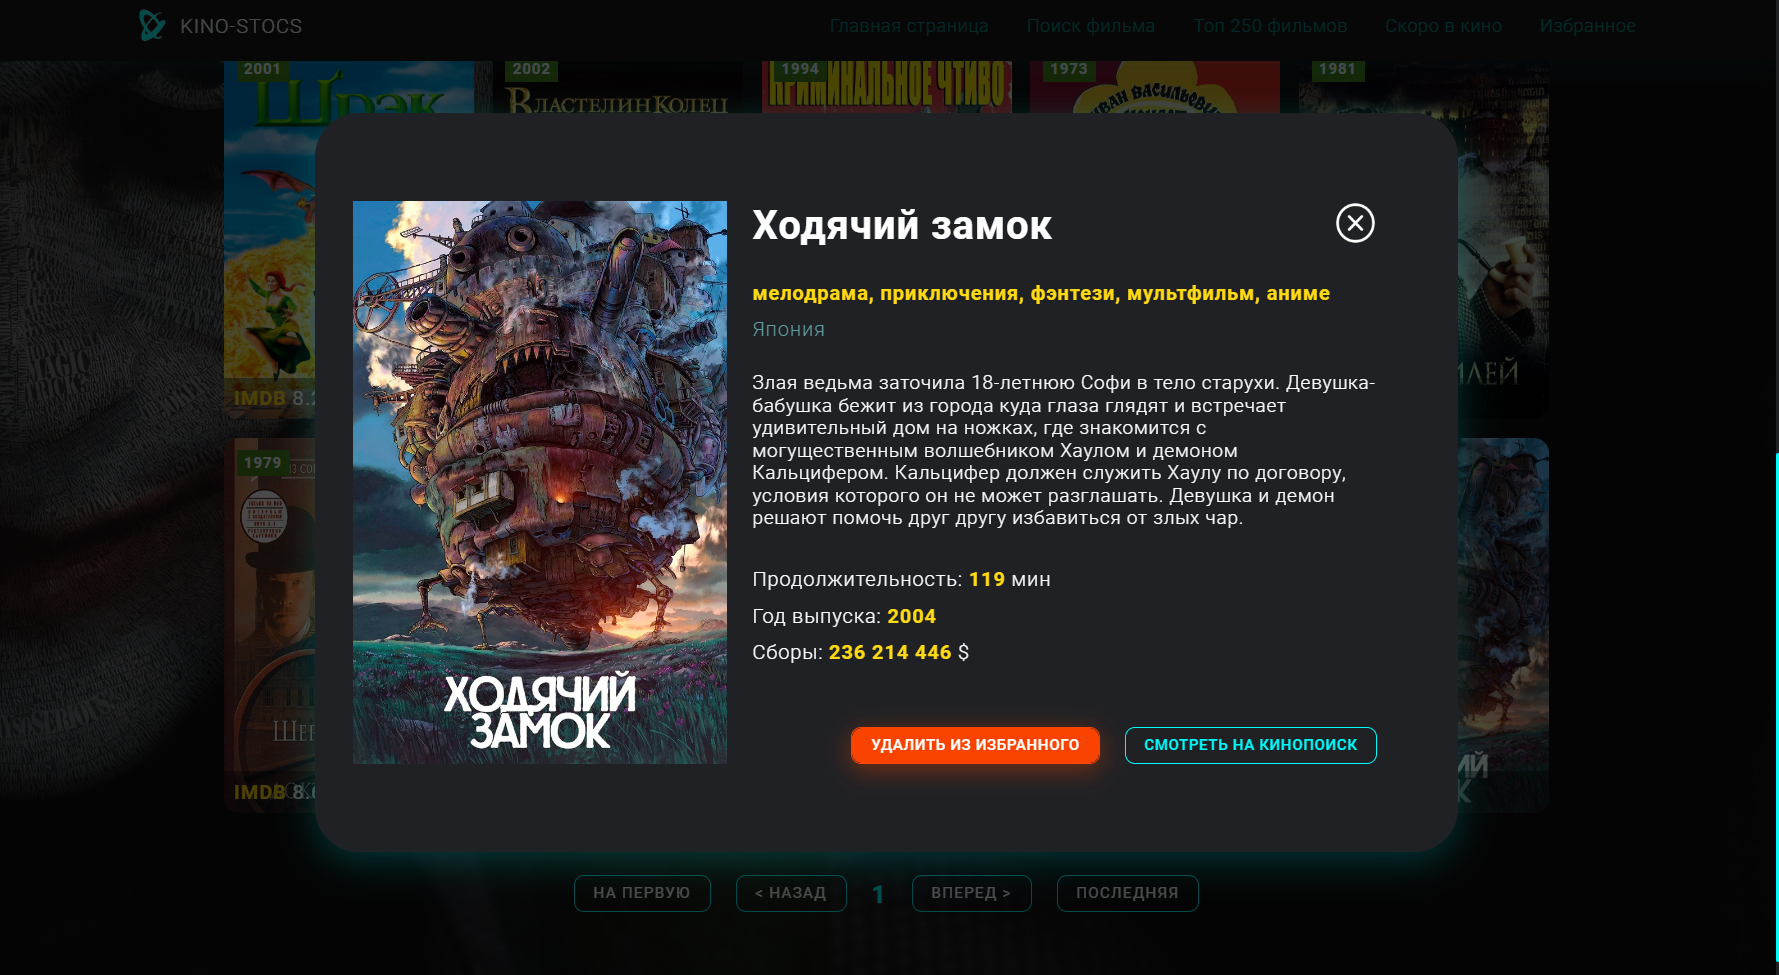 KINO-STOCS
Главная страница
Поиск фильма
Топ 250 фильмов
Скоро в кино
Избранное
2001
2002
1994
1973
1981
Шрэк
Властелин Колец
КРИМИНАЛЬНОЕ ЧТИВО
ИВАН ВАСИЛЬЕВИЧ
Ходячий замок
мелодрама, приключения, фэнтези, мультфильм, аниме
Япония
Злая ведьма заточила 18-летнюю Софи в тело старухи. Девушка-
бабушка бежит из города куда глаза глядят и встречает
удивительный дом на ножках, где знакомится с
могущественным волшебником Хаулом и демоном
Кальцифером. Кальцифер должен служить Хаулу по договору,
условия которого он не может разглашать. Девушка и демон
решают помочь друг другу избавиться от злых чар.
Продолжительность: 119 мин
Год выпуска: 2004
Сборы: 236 214 446 $
УДАЛИТЬ ИЗ ИЗБРАННОГО
СМОТРЕТЬ НА КИНОПОИСК
ХОДЯЧИЙ
ЗАМОК
IMDB 8.2
1979
IMDB 8.
НА ПЕРВУЮ
< НАЗАД
1
ВПЕРЕД >
ПОСЛЕДНЯЯ